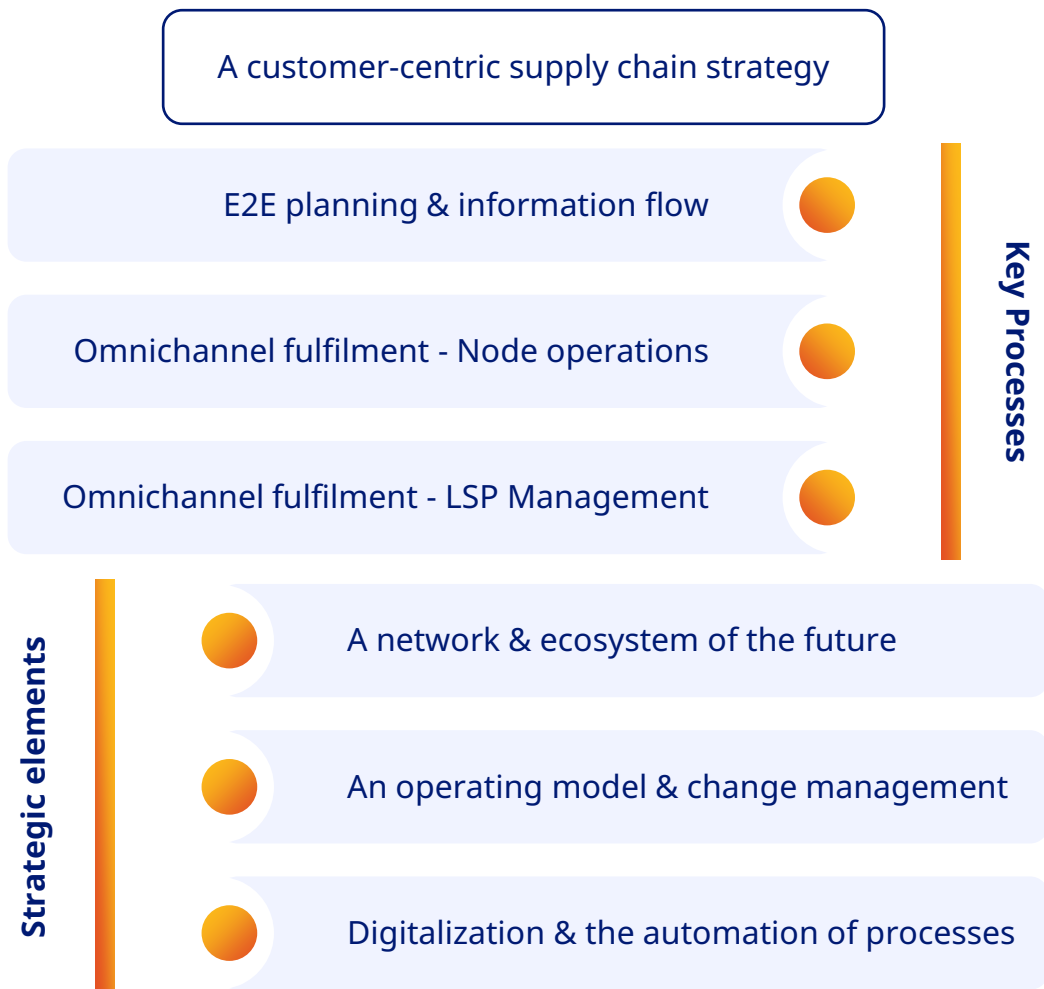 A customer-centric supply chain strategy
E2E planning & information flow
Omnichannel fulfilment - Node operations
Omnichannel fulfilment - LSP Management
Key Processes
Strategic elements
A network & ecosystem of the future
An operating model & change management
Digitalization & the automation of processes